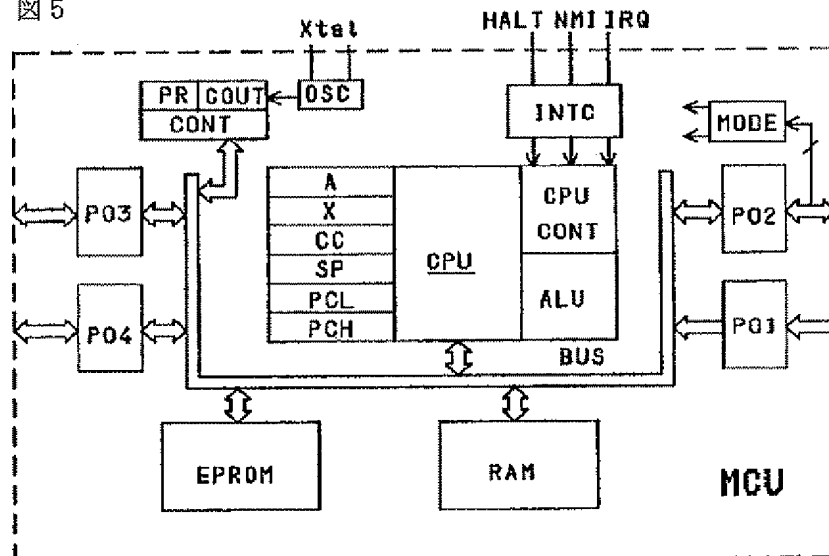 図5
Xtal
HALT NMI IRQ
PR COUT
OSC
CONT
INTC
MODE
PO3
A
X
CC
SP
PCL
PCH
CPU
CPU
CONT
ALU
PO2
PO4
PO1
BUS
EPROM
RAM
MCU